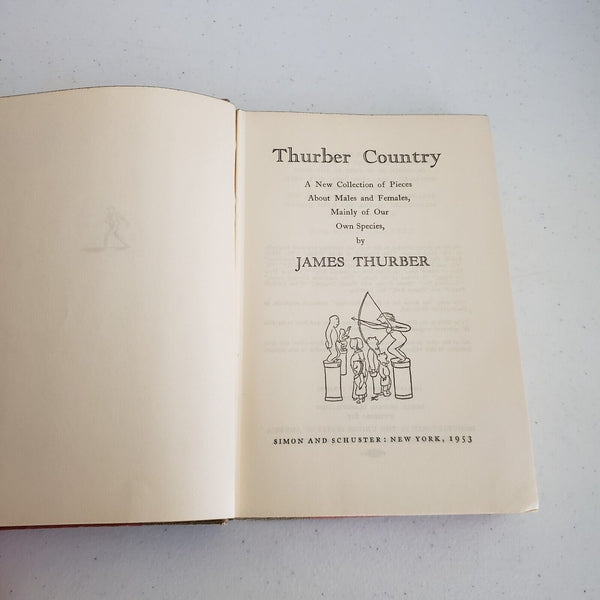 Thurber Country
A New Collection of Pieces
About Males and Females,
Mainly of Our
Own Species,
by
JAMES THURBER
SIMON AND SCHUSTER: NEW YORK, 1953